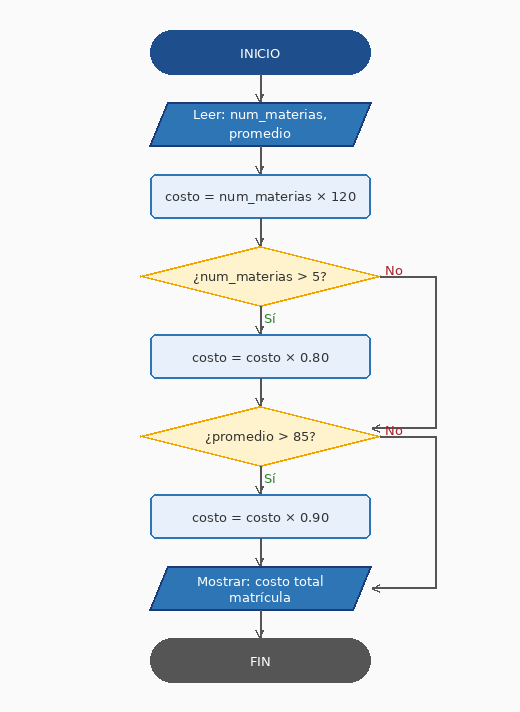 INICIO
Leer: num_materias,
promedio
costo = num_materias × 120
¿num_materias > 5?
No
Sí
costo = costo × 0.80
¿promedio > 85?
No
Sí
costo = costo × 0.90
Mostrar: costo total
matrícula
FIN